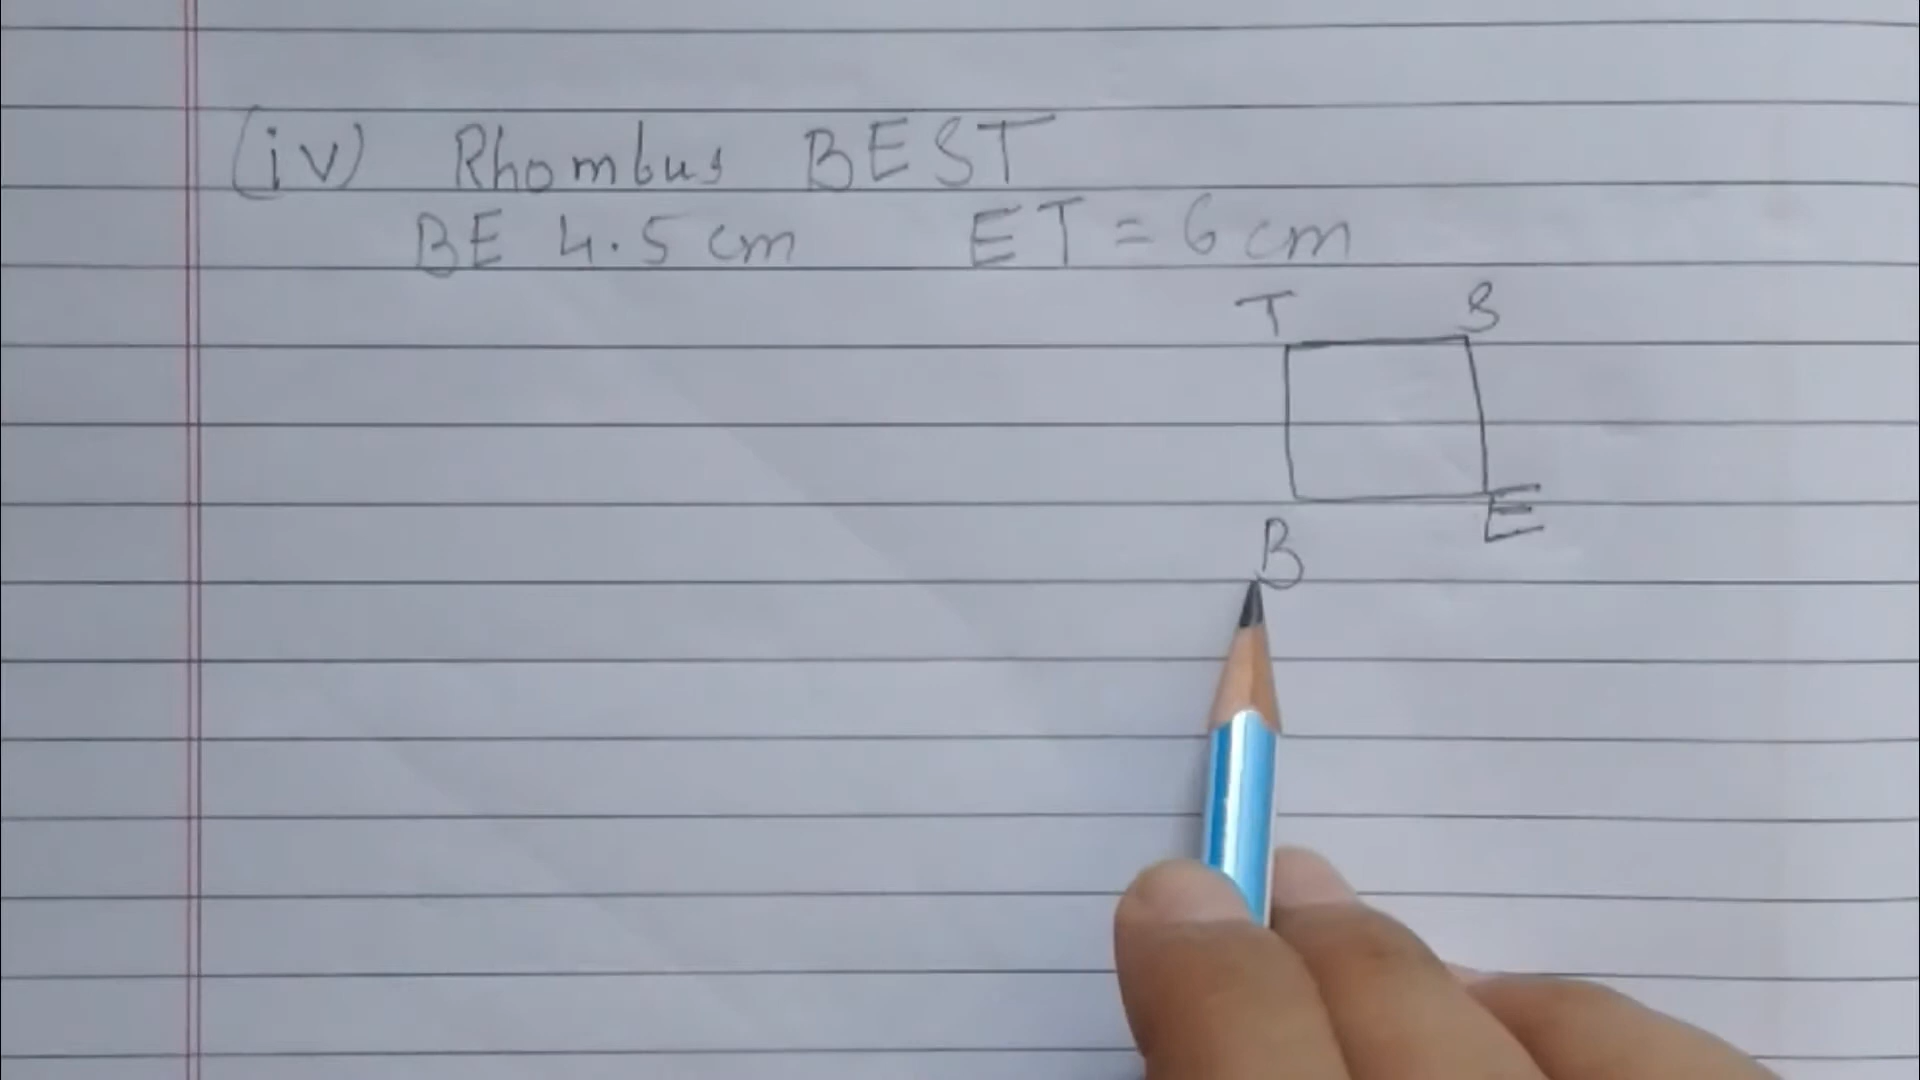 (iv) Rhombus BEST
BE 4.5 cm ET = 6 cm
T S
E
B